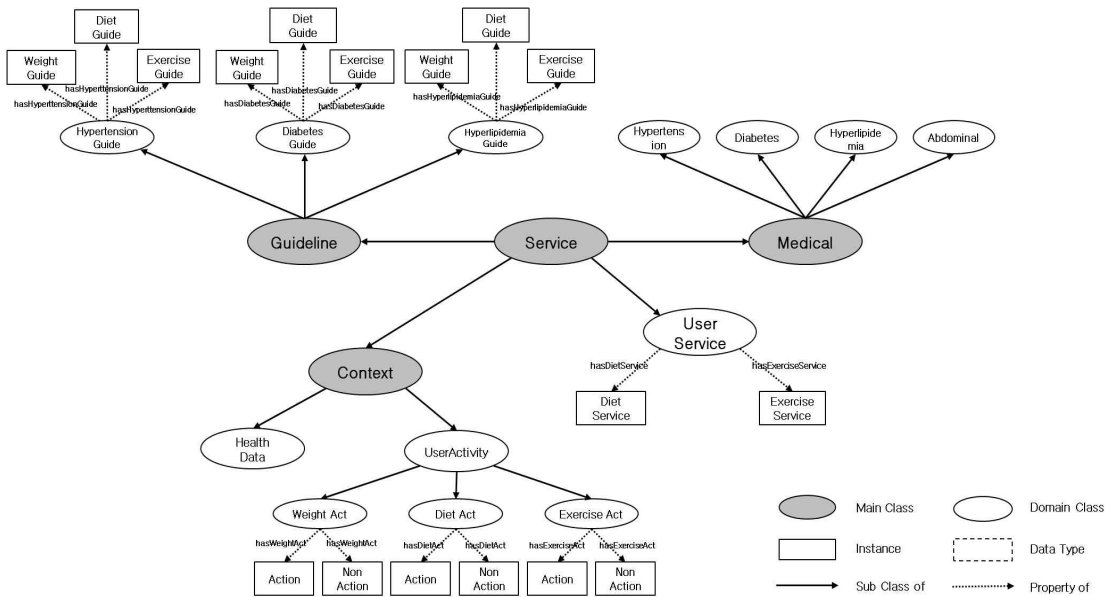 Diet
Guide
Diet
Guide
Diet
Guide
Weight
Guide
Exercise
Guide
Weight
Guide
Exercise
Guide
Weight
Guide
Exercise
Guide
hasHyperttensionGuide
hasHyperttensionGuide
hasHyperttensionGuide
hasDiabetesGuide
hasDiabetesGuide
hasDiabetesGuide
hasHyperlipidemiaGuide
hasHyperlipidemiaGuide
Hypertension
Guide
Diabetes
Guide
Hyperlipidemia
Guide
Hypertens
ion
Diabetes
Hyperlipide
mia
Abdominal
Guideline
Service
Medical
User
Service
hasDietService
hasExerciseService
Diet
Service
Exercise
Service
Context
Health
Data
UserActivity
Weight Act
Diet Act
Exercise Act
hasWeightAct
hasWeightAct
hasDietAct
hasDietAct
hasExerciseAct
hasExerciseAct
Action
Non
Action
Action
Non
Action
Action
Non
Action
Main Class
Domain Class
Instance
Data Type
Sub Class of
Property of